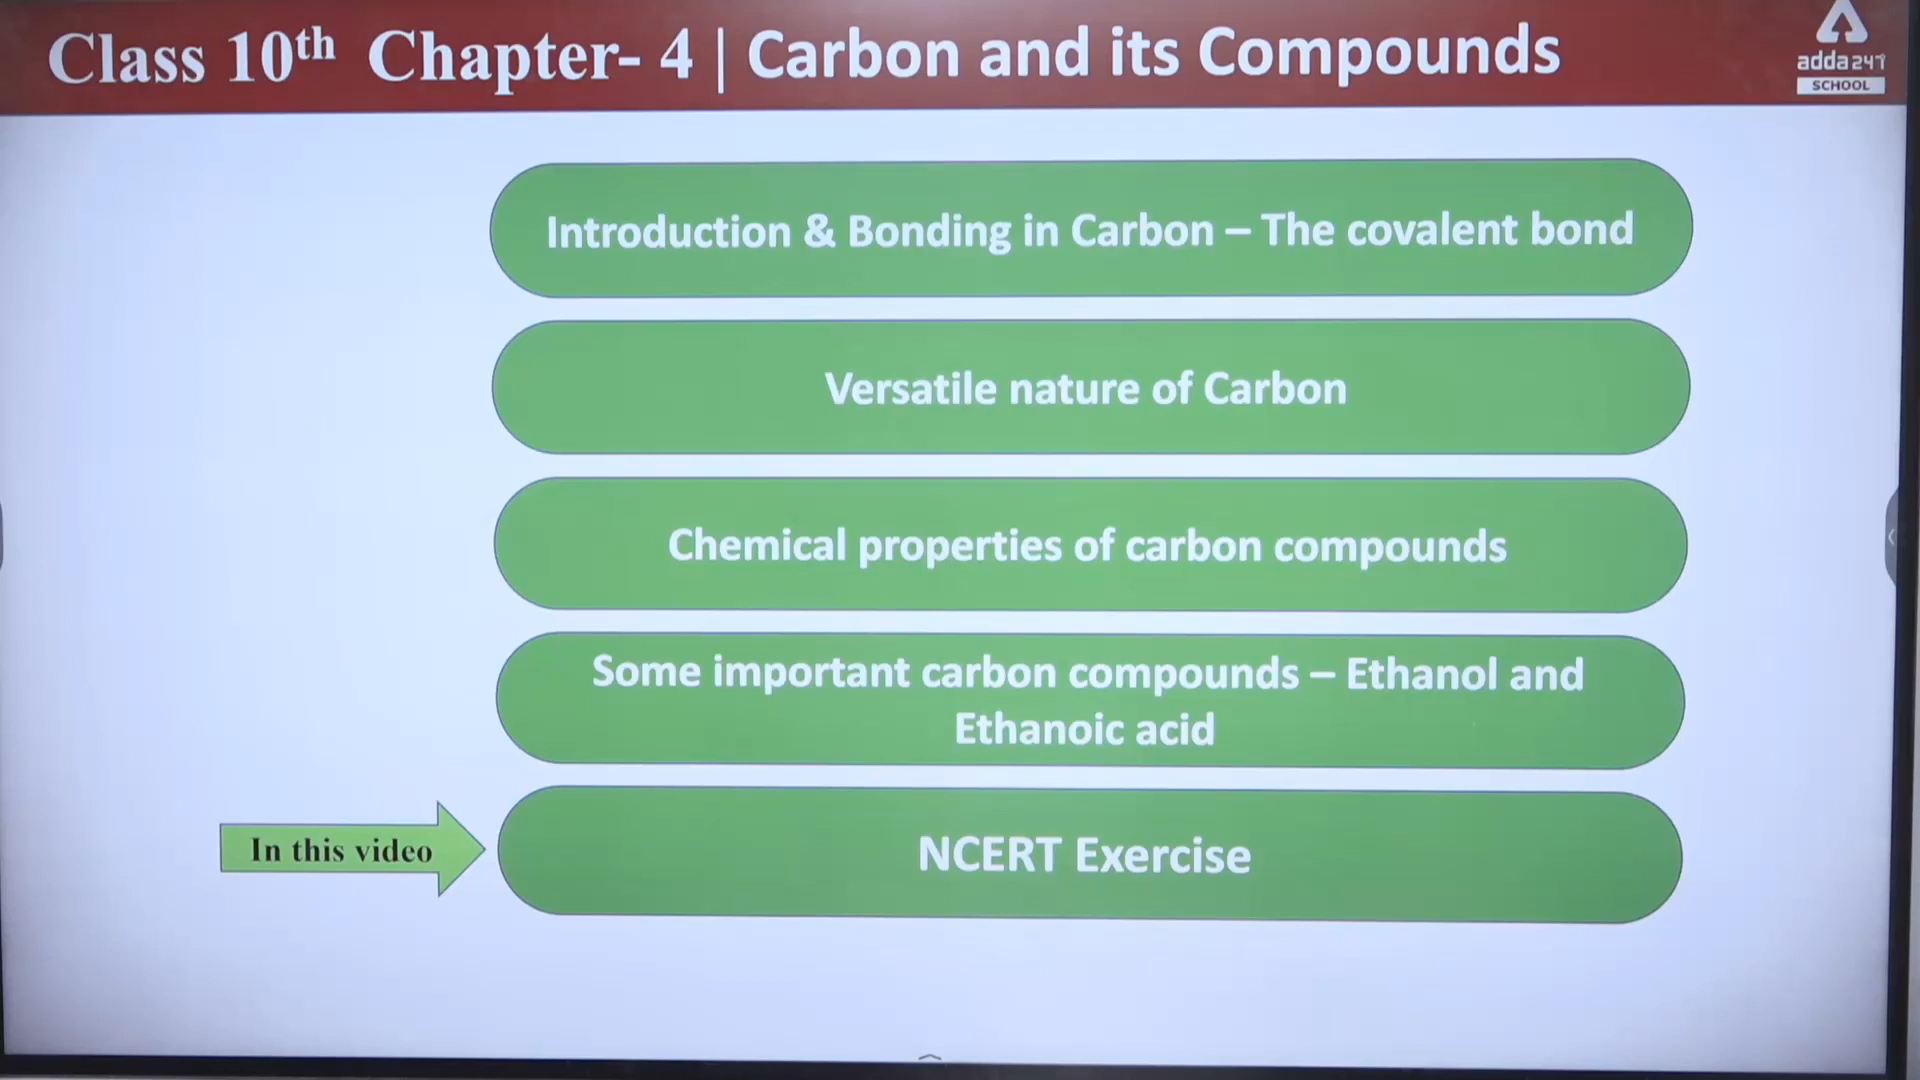 Class 10th Chapter- 4 | Carbon and its Compounds
adda247
SCHOOL
Introduction & Bonding in Carbon – The covalent bond
Versatile nature of Carbon
Chemical properties of carbon compounds
Some important carbon compounds – Ethanol and
Ethanoic acid
In this video
NCERT Exercise